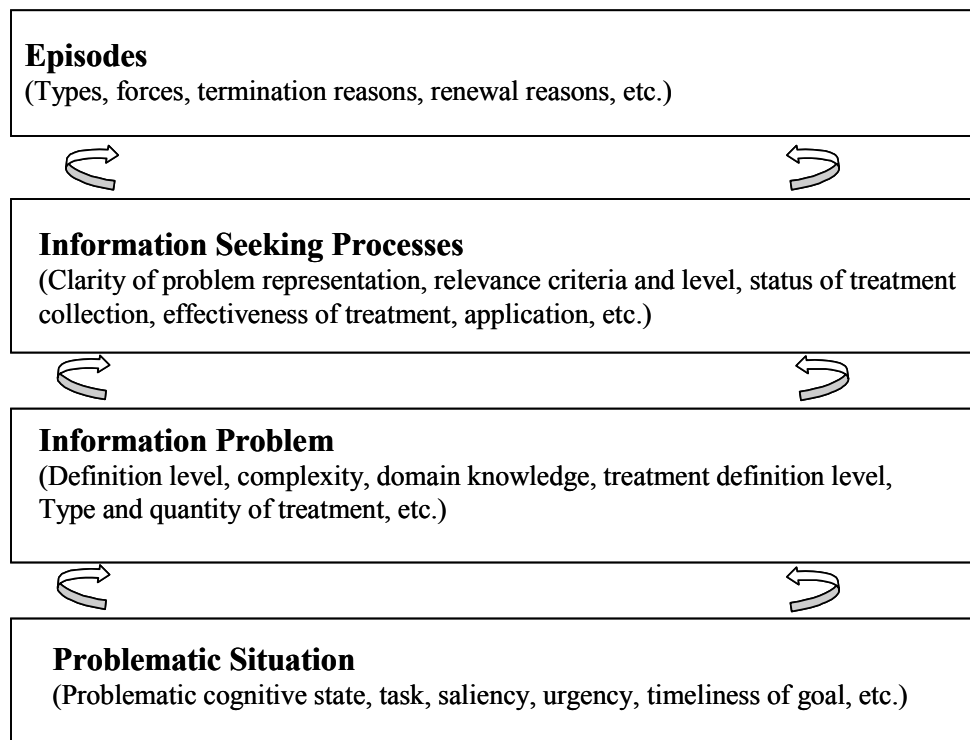 Episodes
(Types, forces, termination reasons, renewal reasons, etc.)
Information Seeking Processes
(Clarity of problem representation, relevance criteria and level, status of treatment
collection, effectiveness of treatment, application, etc.)
Information Problem
(Definition level, complexity, domain knowledge, treatment definition level,
Type and quantity of treatment, etc.)
Problematic Situation
(Problematic cognitive state, task, saliency, urgency, timeliness of goal, etc.)